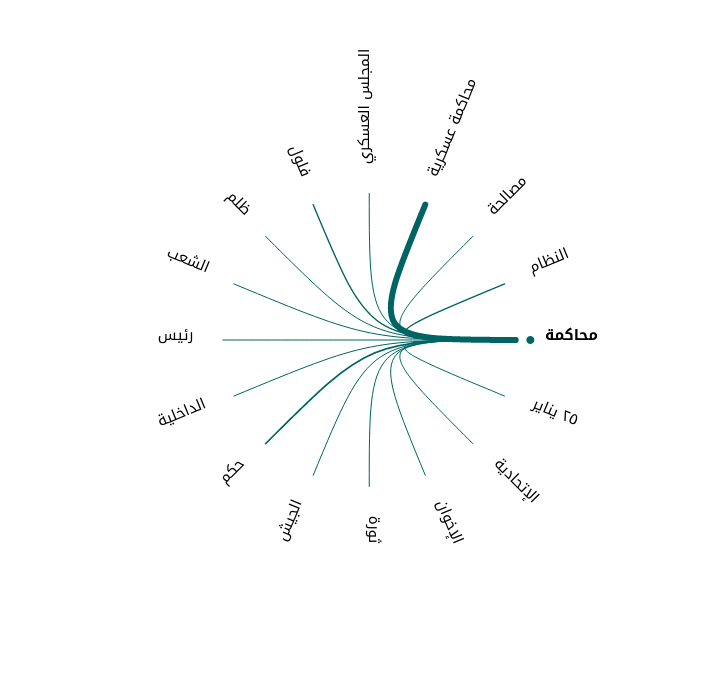 المجلس العسكري
محاكمة عسكرية
مصالحة
النظام
محاكمة
٢٥ يناير
الإتحادية
الإخوان
ثورة
الجيش
حكم
الداخلية
رئيس
الشعب
ظلم
فلول